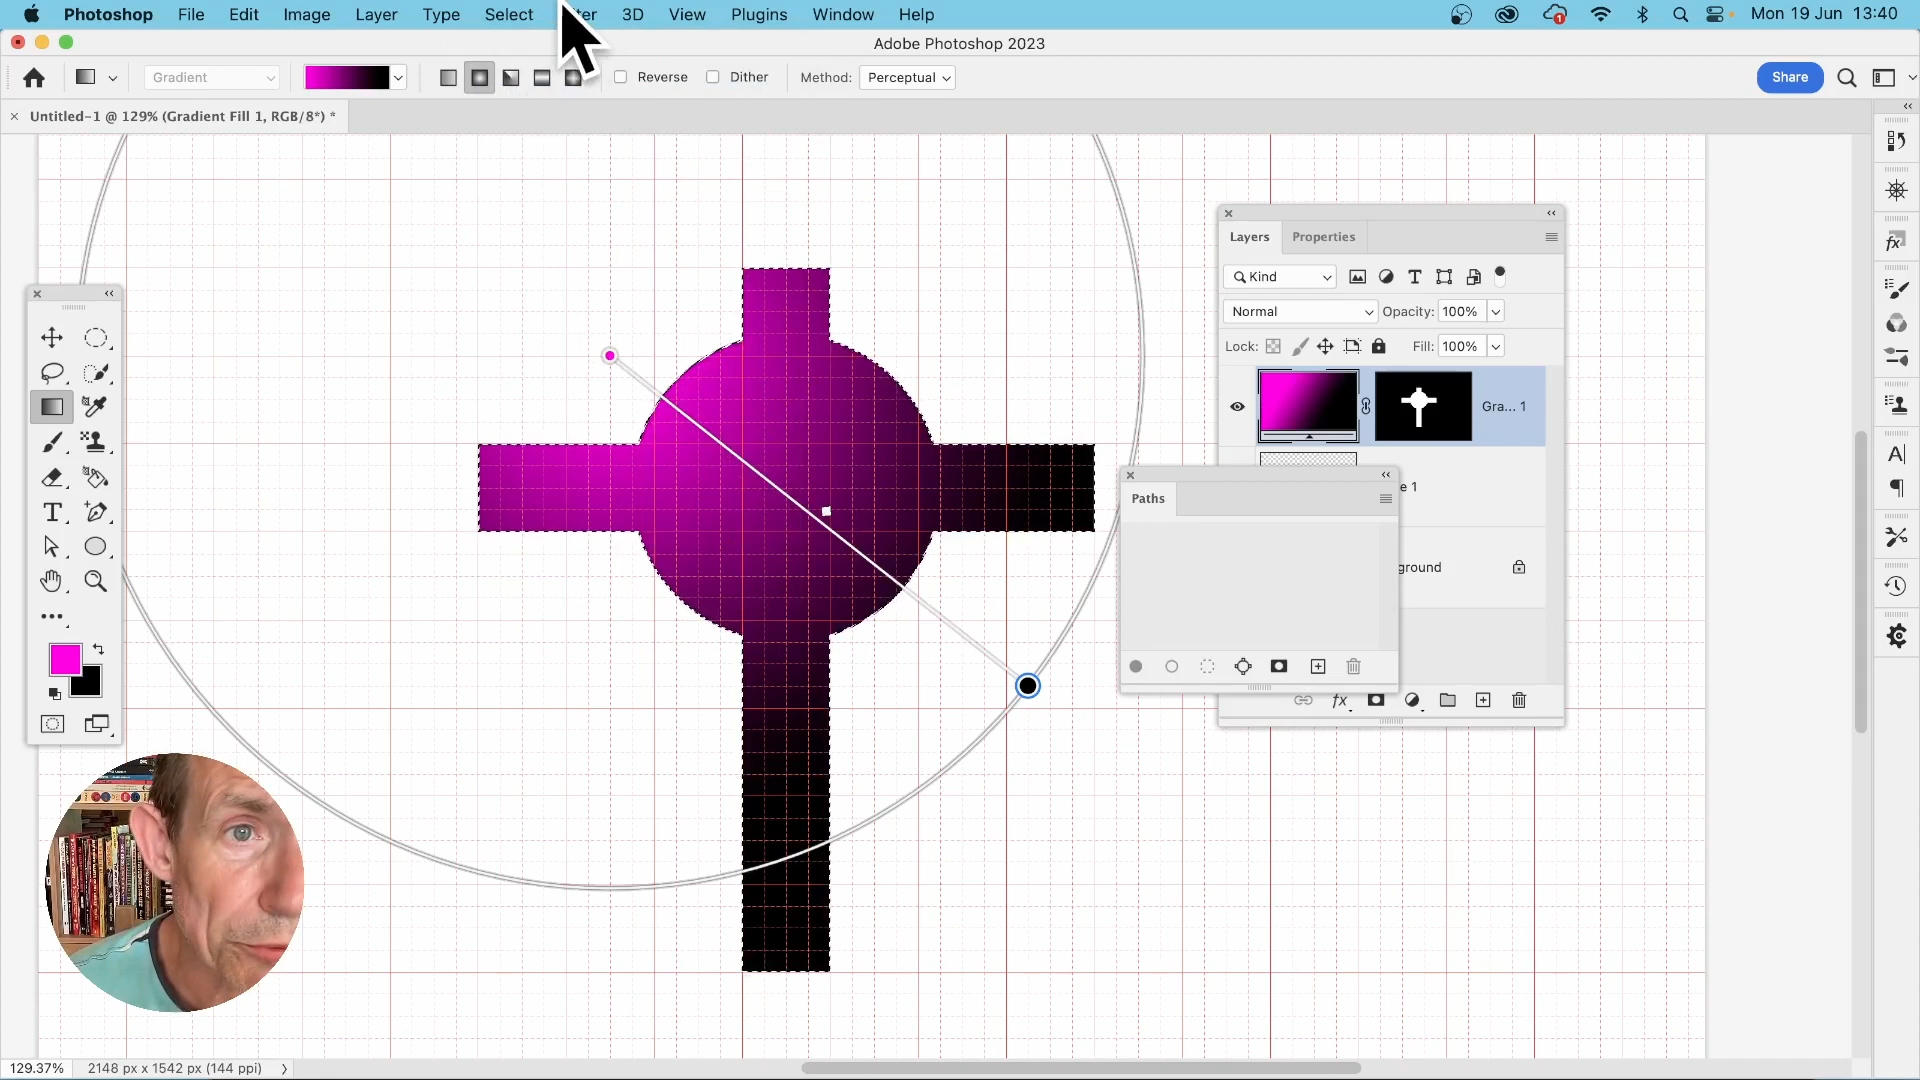 Photoshop File Edit Image Layer Type Select 3D View Plugins Window Help 1 Mon 19 Jun 13:40
Adobe Photoshop 2023
Gradient Reverse Dither Method: Perceptual Share
Untitled-1 @ 129% (Gradient Fill 1, RGB/8*) *
Layers Properties
Kind
Normal Opacity: 100%
Lock: Fill: 100%
Gra... 1
e 1
Paths
ground
129.37% 2148 px x 1542 px (144 ppi)